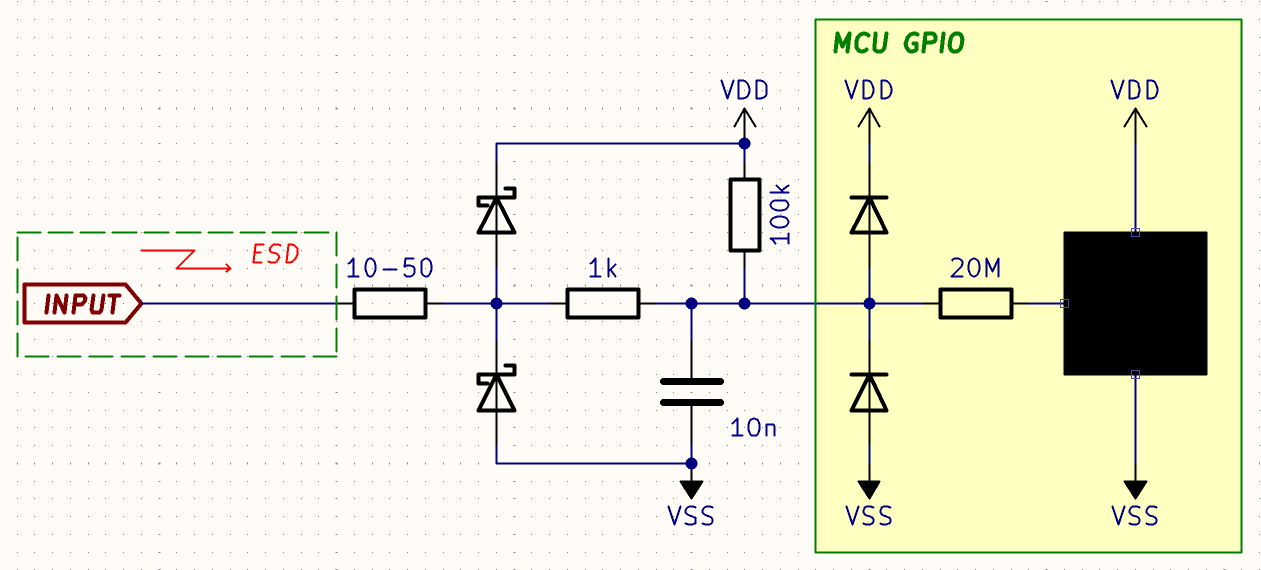 MCU GPIO
VDD
VDD
VDD
100k
ESD
INPUT
10-50
1k
20M
10n
VSS
VSS
VSS